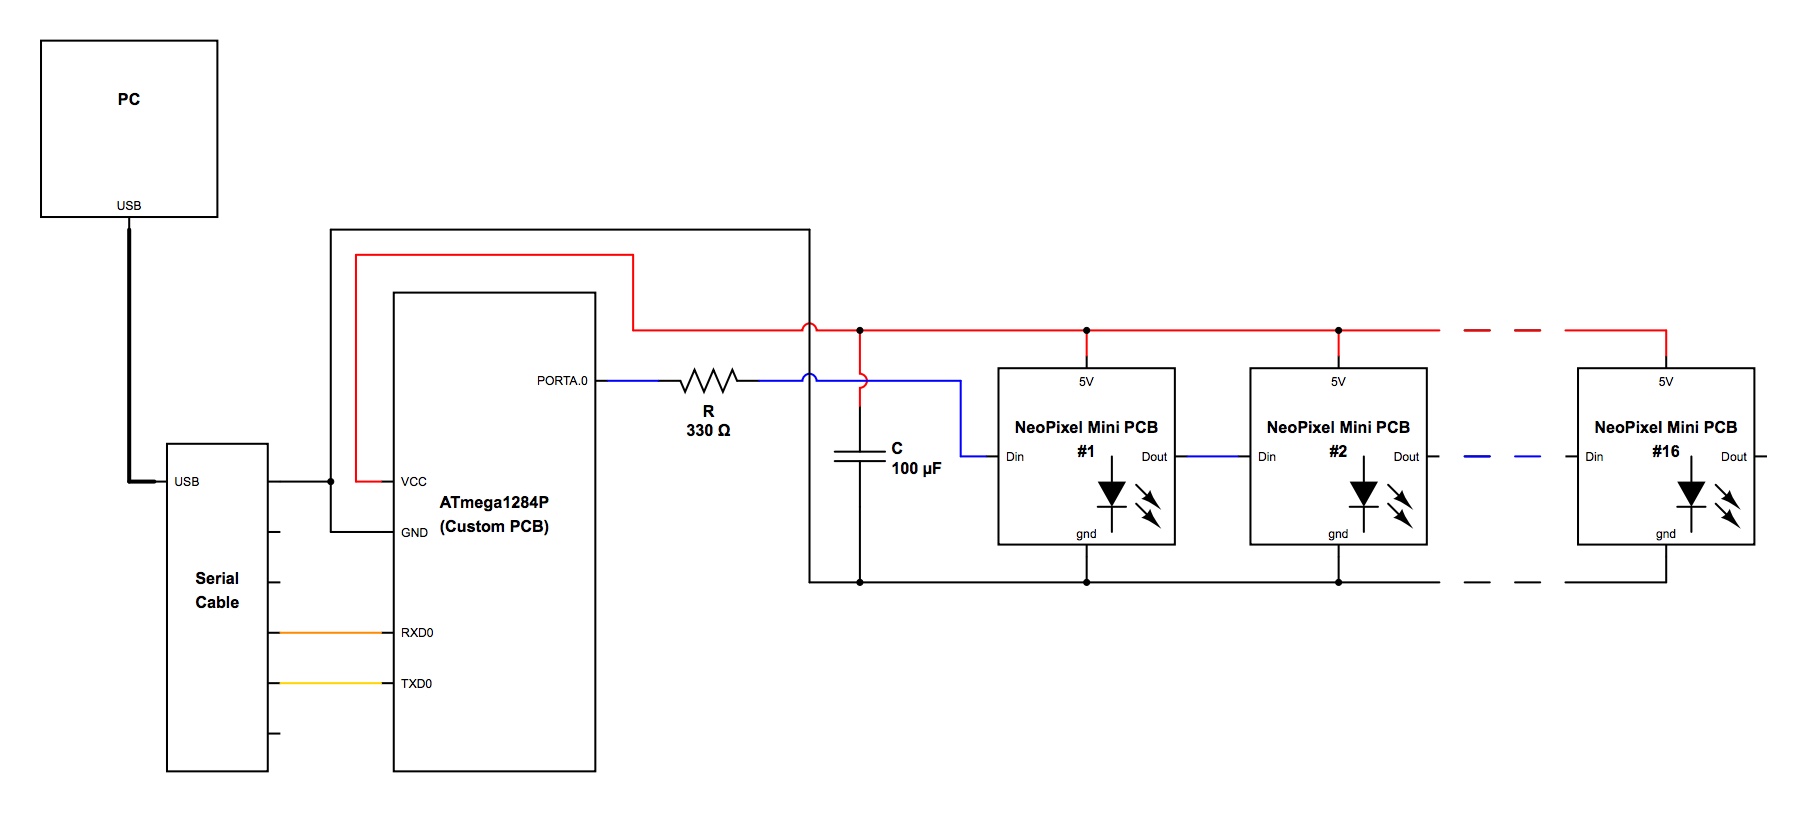 PC
USB
USB
Serial
Cable
PORTA.0
VCC
GND
ATmega1284P
(Custom PCB)
RXD0
TXD0
R
330 Ω
C
100 µF
5V
NeoPixel Mini PCB
#1
Din
Dout
gnd
5V
NeoPixel Mini PCB
#2
Din
Dout
gnd
5V
NeoPixel Mini PCB
#16
Din
Dout
gnd